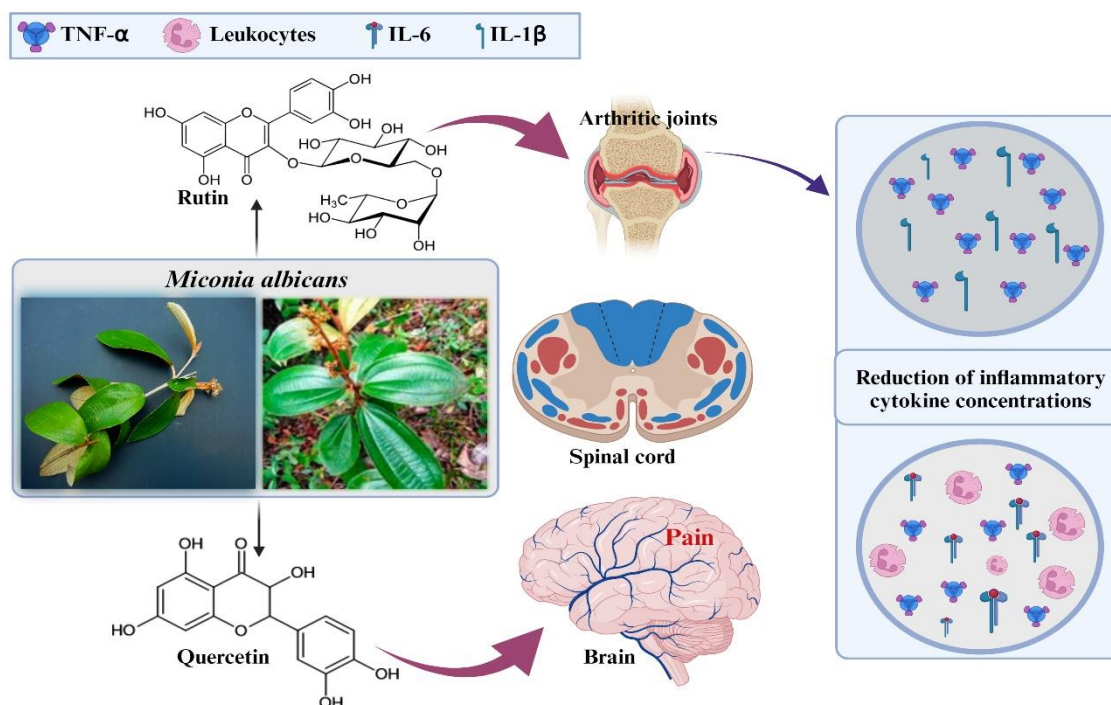 TNF-α
Leukocytes
IL-6
IL-1β
OH
OH
HO
O
OH
O
O
HO
OH
O
OH
O
Rutin
H3C
O
HO
HO
OH
Arthritic joints
Miconia albicans
Spinal cord
Reduction of inflammatory
cytokine concentrations
OH
O
OH
HO
O
Quercetin
OH
OH
Pain
Brain